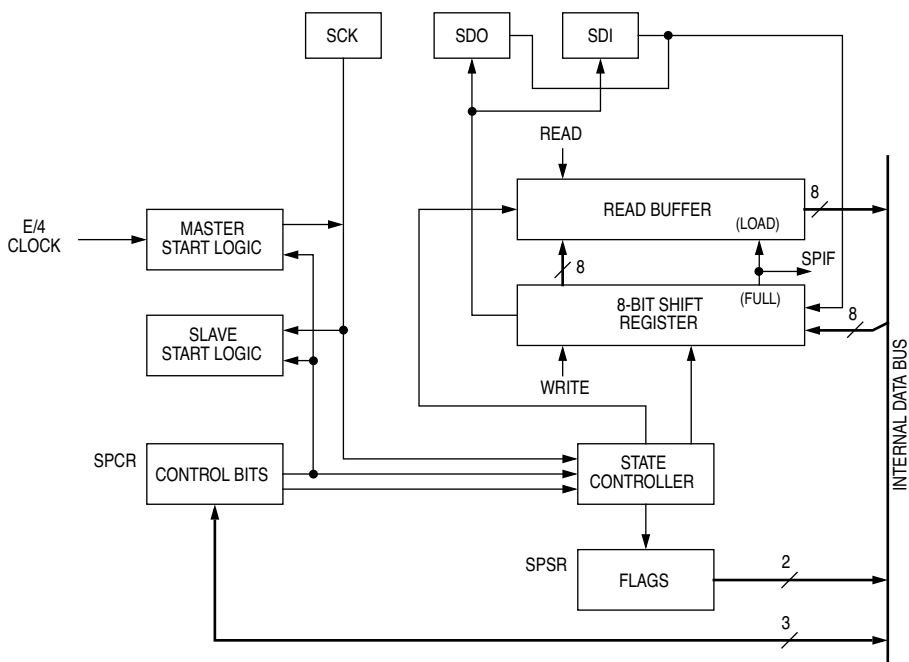 SCK
SDO
SDI
READ
READ BUFFER
8
(LOAD)
E/4
CLOCK
MASTER
START LOGIC
8
SPIF
(FULL)
8-BIT SHIFT
REGISTER
8
SLAVE
START LOGIC
WRITE
INTERNAL DATA BUS
SPCR
CONTROL BITS
STATE
CONTROLLER
SPSR
FLAGS
2
3